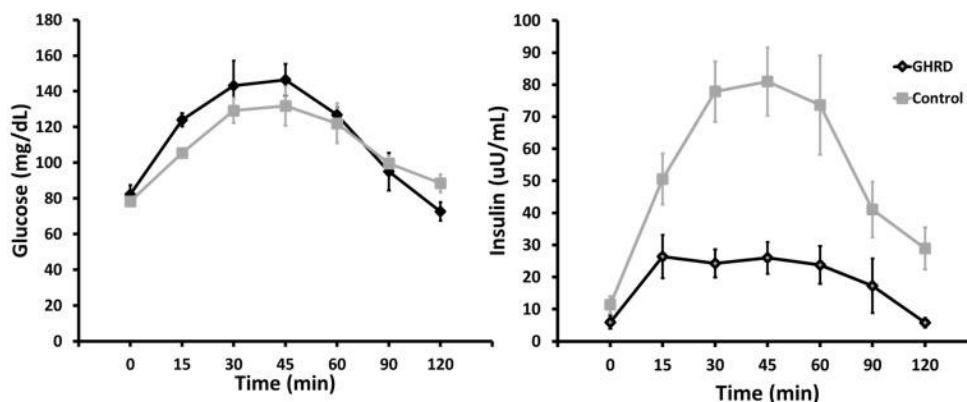 Glucose (mg/dL)
180
160
140
120
100
80
60
40
20
0
0 15 30 45 60 90 120
Time (min)
Insulin (uU/mL)
100
90
80
70
60
50
40
30
20
10
0
0 15 30 45 60 90 120
Time (min)
GHRD
Control